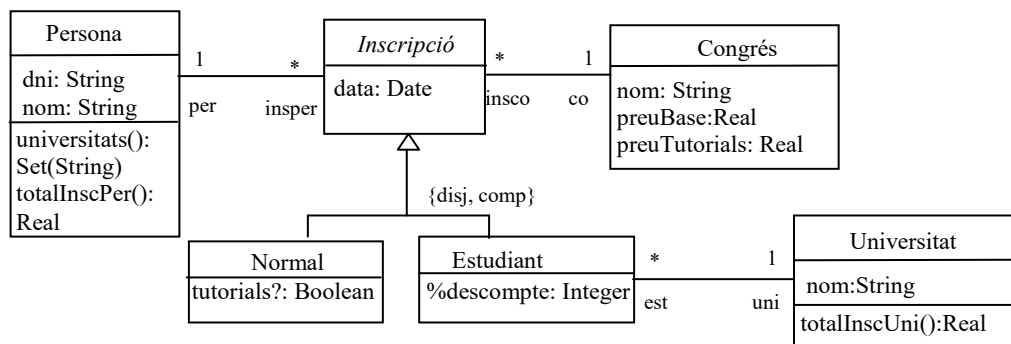 Persona
dni: String
nom: String
universitats():
Set(String)
totalInscPer():
Real
1
per
*
insper
Inscripció
data: Date
*
insco
1
co
Congrés
nom: String
preuBase:Real
preuTutorials: Real
{disj, comp}
Normal
tutorials?: Boolean
Estudiant
%descompte: Integer
*
est
1
uni
Universitat
nom:String
totalInscUni():Real